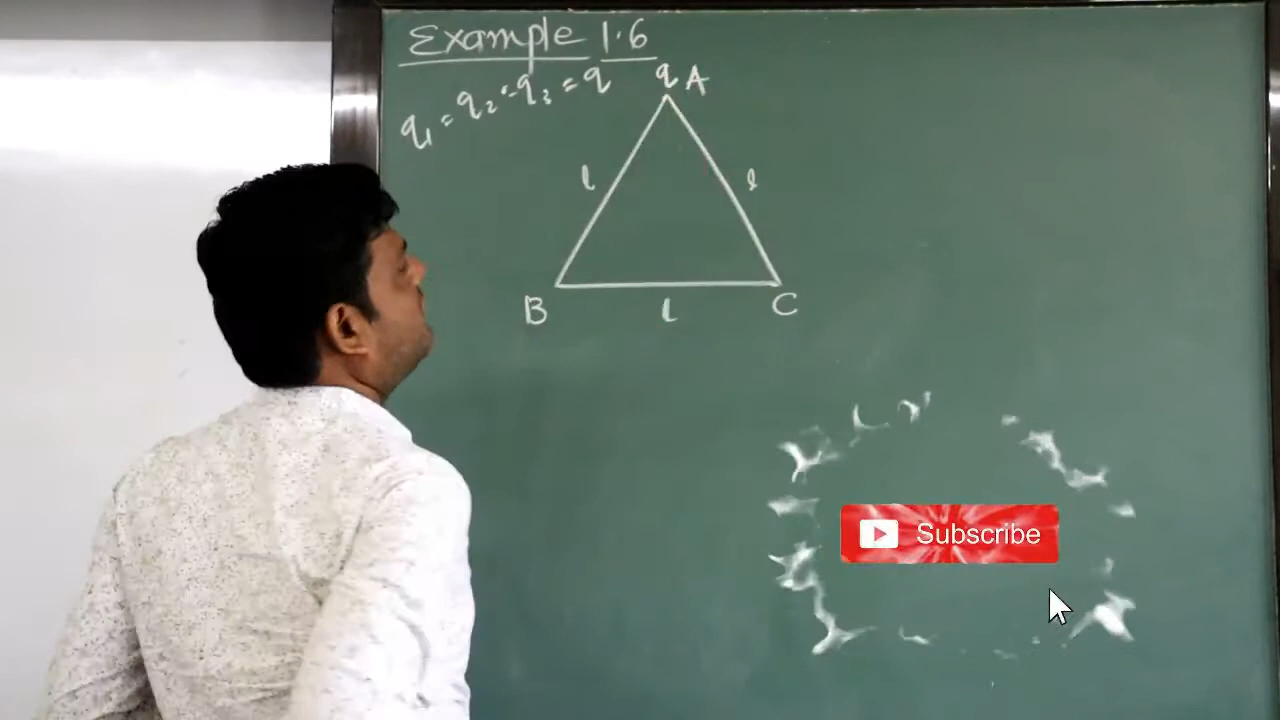 Example 1.6
q₁ = q₂ = q₃ = q
q A
l l
B l C
Subscribe